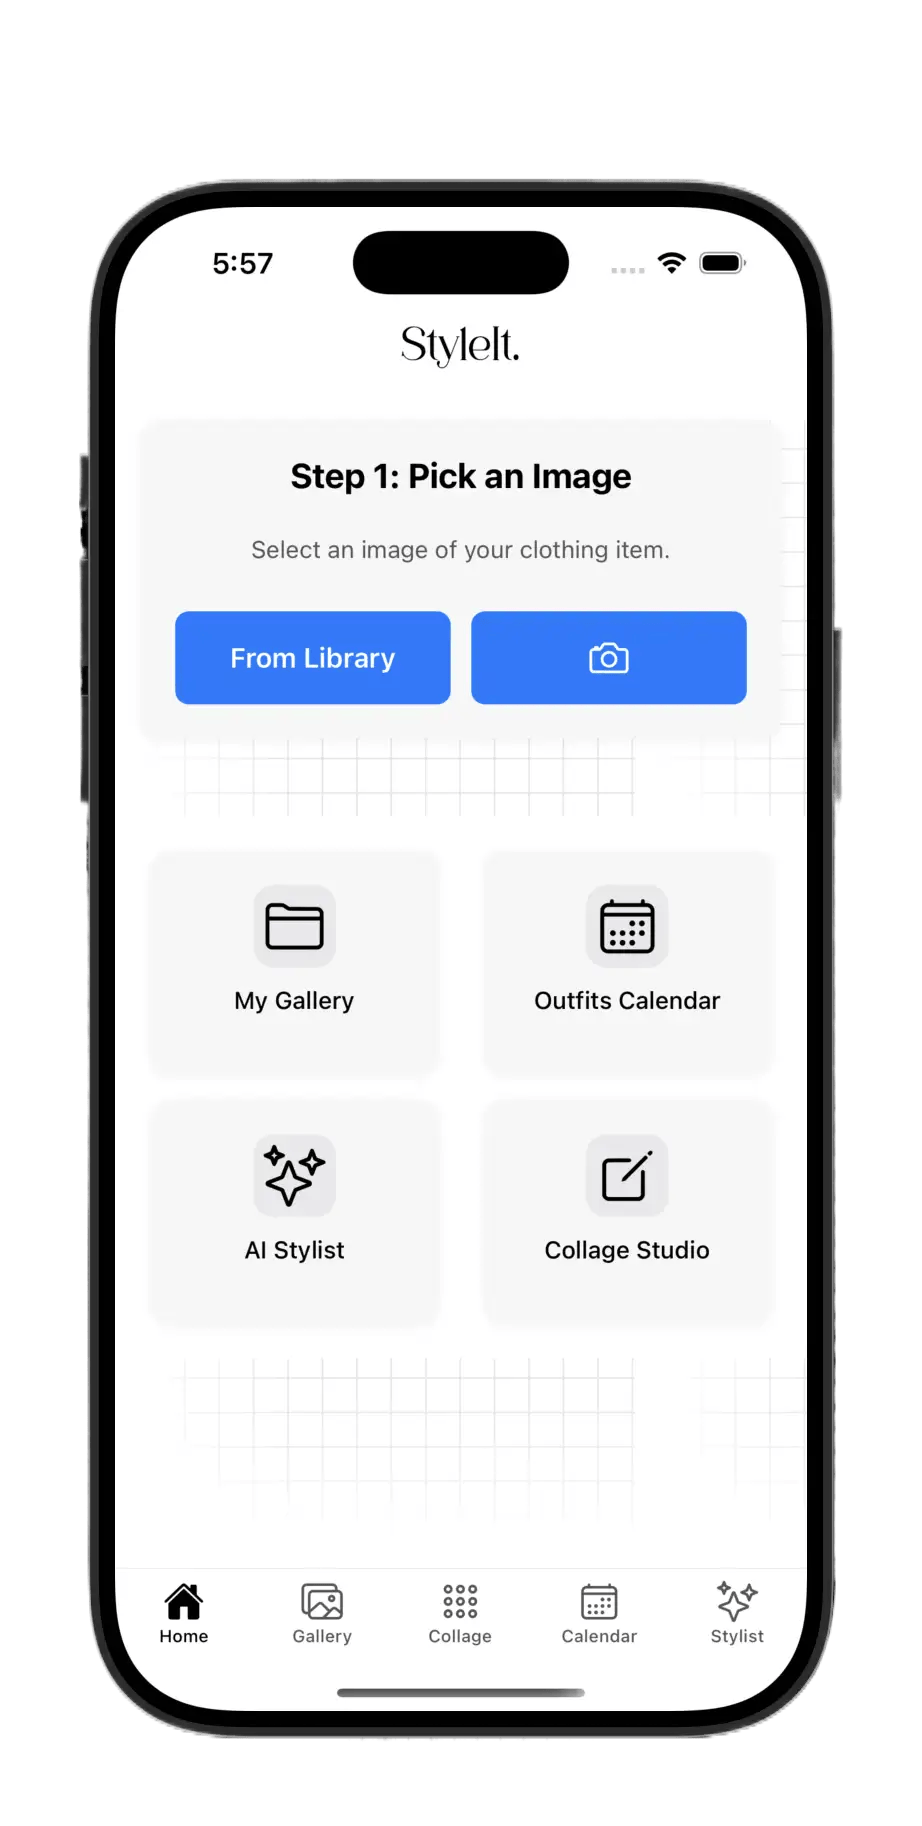 5:57
StyleIt.
Step 1: Pick an Image
Select an image of your clothing item.
From Library
My Gallery
Outfits Calendar
AI Stylist
Collage Studio
Home
Gallery
Collage
Calendar
Stylist